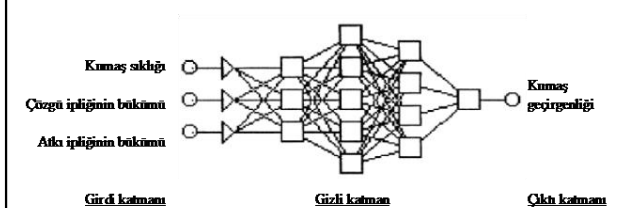 Kumaş sıklığı
Çözgü ipliğinin bükümü
Atkı ipliğinin bükümü
Kumaş
geçirgenliği
Girdi katmanı
Gizli katman
Çıktı katmanı